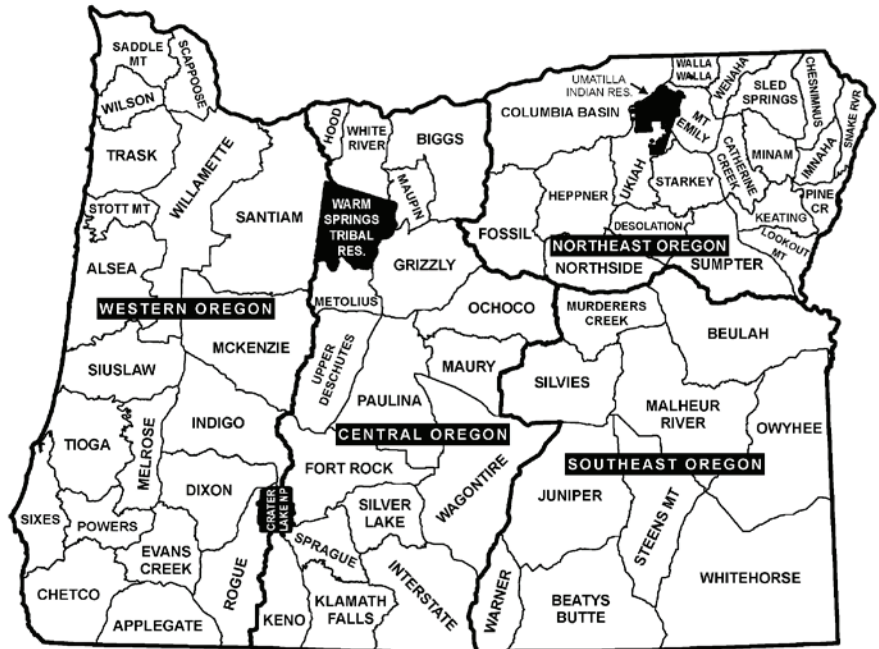 SADDLE
MT
SCAPPOOSE
WILSON
TRASK
WILLAMETTE
STOTT MT
SANTIAM
ALSEA
WESTERN OREGON
MCKENZIE
SIUSLAW
INDIGO
TIOGA
MELROSE
DIXON
SIXES
POWERS
EVANS
CREEK
ROGUE
CHETCO
APPLEGATE
CRATER
LAKE NP
HOOD
WHITE
RIVER
BIGGS
MAUPIN
WARM
SPRINGS
TRIBAL
RES.
GRIZZLY
METOLIUS
OCHOCO
UPPER
DESCHUTES
MAURY
PAULINA
CENTRAL OREGON
FORT ROCK
WAGONTIRE
SILVER
LAKE
SPRAGUE
KENO
KLAMATH
FALLS
INTERSTATE
UMATILLA
INDIAN RES.
COLUMBIA BASIN
WALLA
WALLA
WENAHA
SLED
SPRINGS
CHESNIMNUS
SNAKE RVR
MT
EMILY
CATHERINE
CREEK
MINAM
IMNAHA
UKIAH
STARKEY
HEPPNER
PINE
CR
KEATING
FOSSIL
DESOLATION
LOOKOUT
MT
NORTHEAST OREGON
NORTHSIDE
SUMPTER
MURDERERS
CREEK
BEULAH
SILVIES
MALHEUR
RIVER
OWYHEE
SOUTHEAST OREGON
JUNIPER
STEENS MT
WARNER
BEATYS
BUTTE
WHITEHORSE